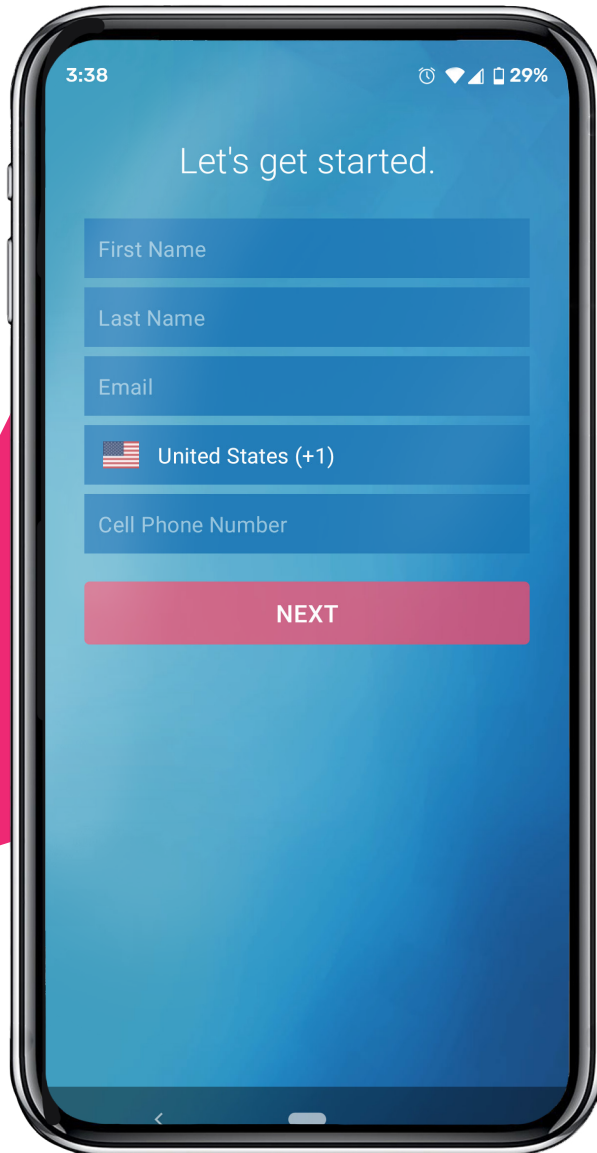 3:38
29%
Let's get started.
First Name
Last Name
Email
United States (+1)
Cell Phone Number
NEXT